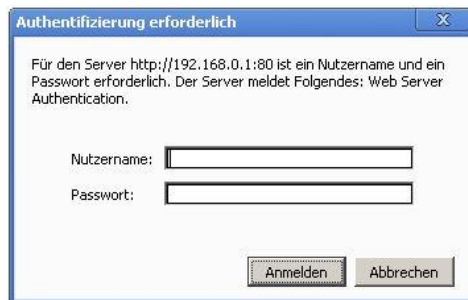 Authentifizierung erforderlich
Für den Server http://192.168.0.1:80 ist ein Nutzername und ein
Passwort erforderlich. Der Server meldet Folgendes: Web Server
Authentication.
Nutzername:
Passwort:
Anmelden Abbrechen